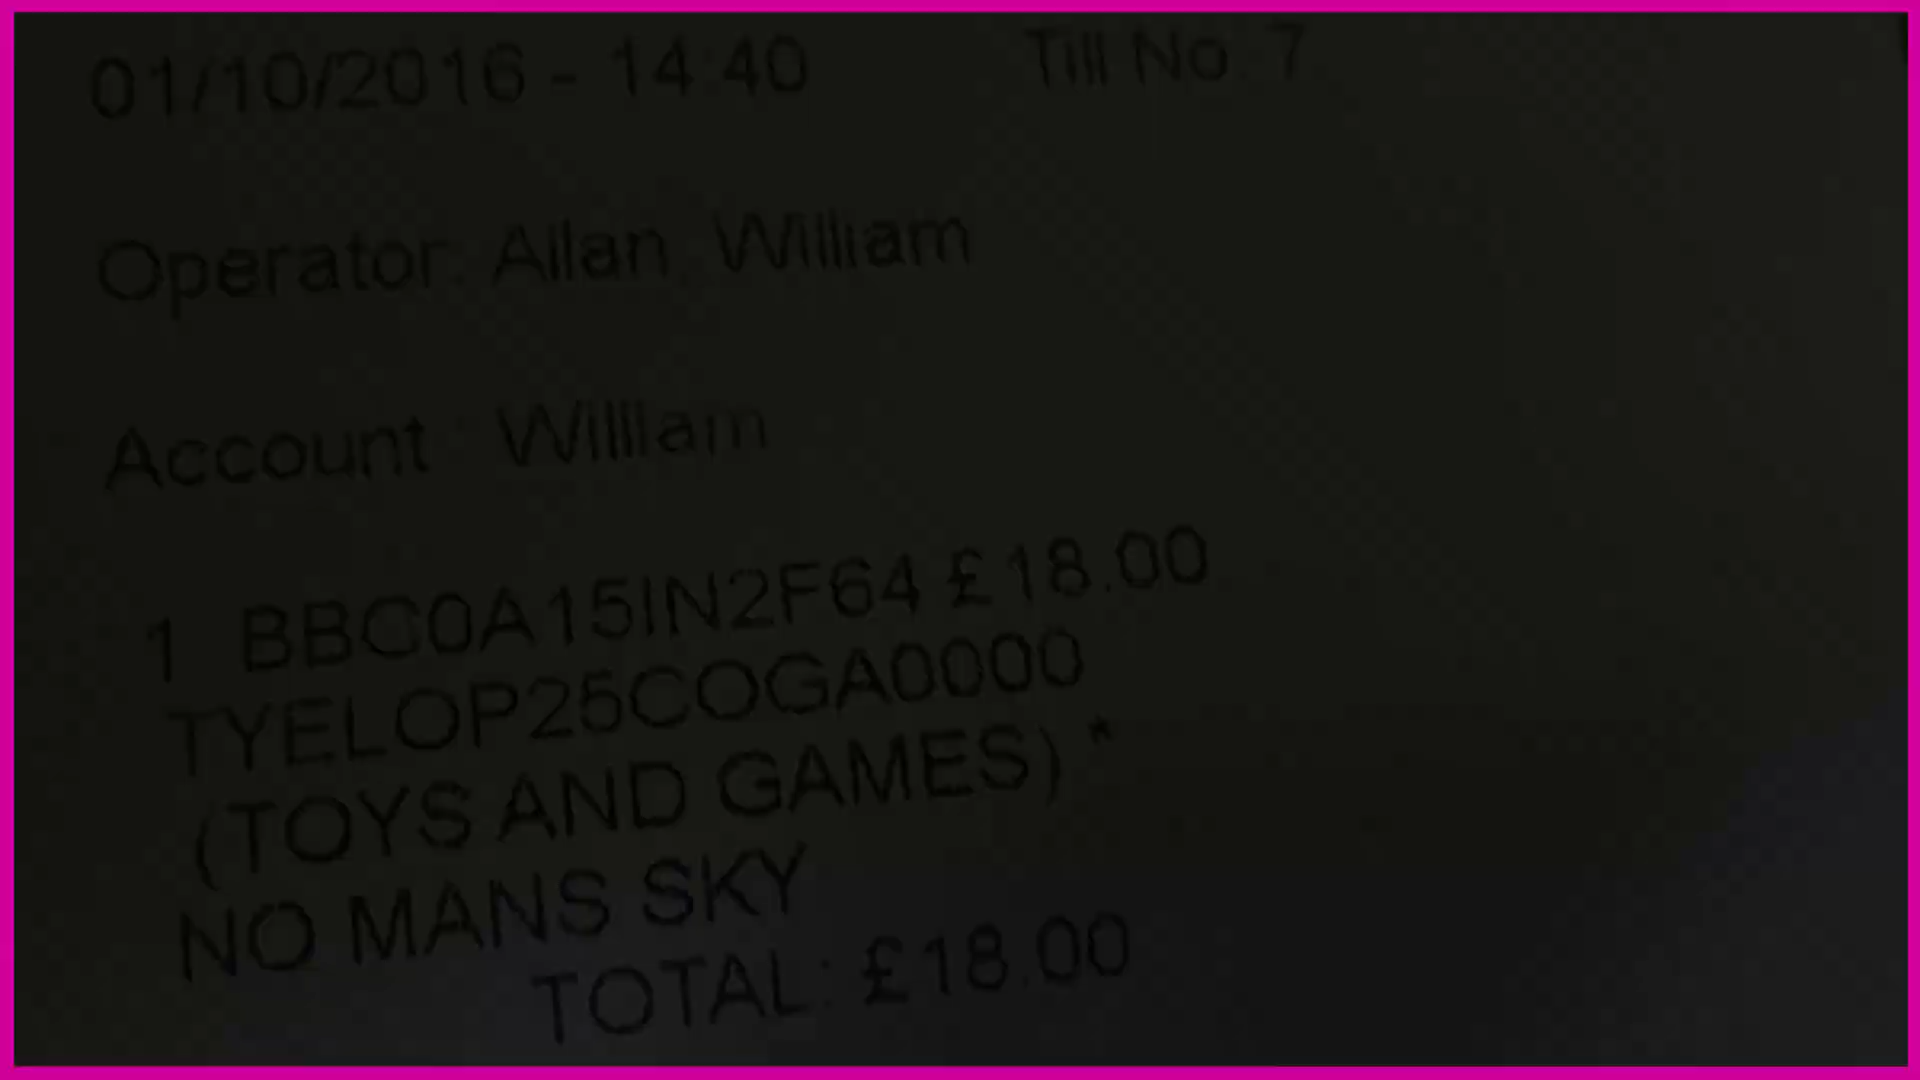 01/10/2016 - 14:40 Till No. 7
Operator: Allan, William
Account : William
1 BBC0A15IN2F64 £18.00
TYELOP25COGA0000
(TOYS AND GAMES) *
NO MANS SKY
TOTAL: £18.00